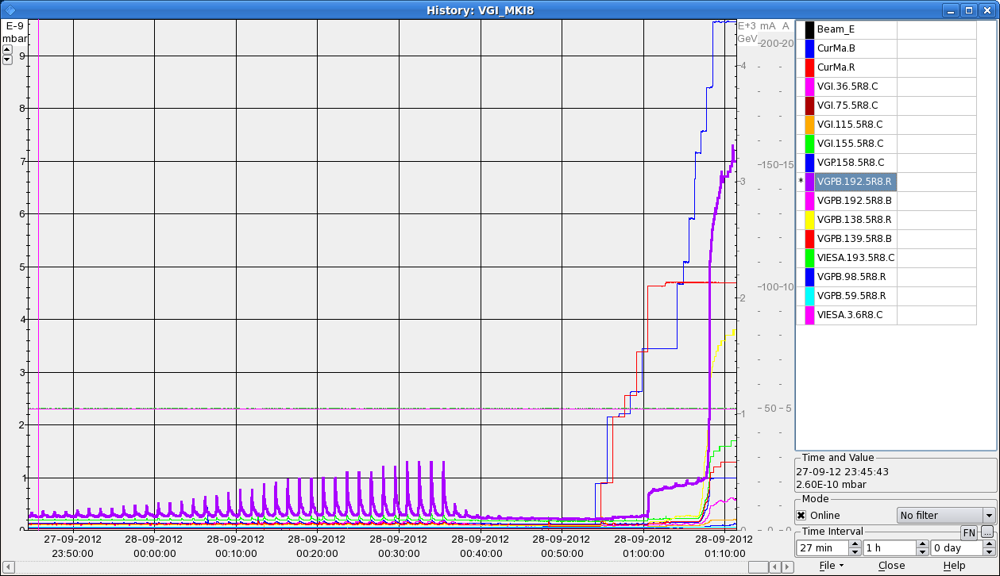 History: VGI_MKI8
E-9
mbar
9
8
7
6
5
4
3
2
1
0
E+3 mA A
GeV
200 20
4
150 15
3
100 10
2
1
50 5
0 0 0
27-09-2012 28-09-2012 28-09-2012 28-09-2012 28-09-2012 28-09-2012 28-09-2012 28-09-2012 28-09-2012
23:50:00 00:00:00 00:10:00 00:20:00 00:30:00 00:40:00 00:50:00 01:00:00 01:10:00
Beam_E
CurMa.B
CurMa.R
VGI.36.5R8.C
VGI.75.5R8.C
VGI.115.5R8.C
VGI.155.5R8.C
VGP.158.5R8.C
* VGPB.192.5R8.R
VGPB.192.5R8.B
VGPB.138.5R8.R
VGPB.139.5R8.B
VIESA.193.5R8.C
VGPB.98.5R8.R
VGPB.59.5R8.R
VIESA.3.6R8.C
Time and Value
27-09-12 23:45:43
2.60E-10 mbar
Mode
Online No filter
Time Interval FN ...
27 min 1 h 0 day
File Close Help